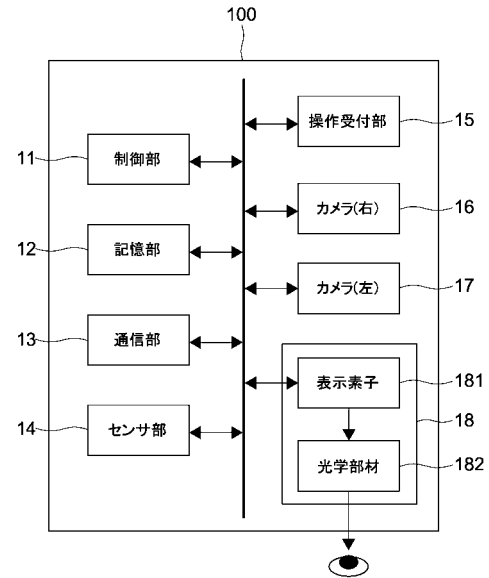 100
操作受付部
15
11
制御部
カメラ(右)
16
12
記憶部
カメラ(左)
17
13
通信部
表示素子
181
18
14
センサ部
光学部材
182